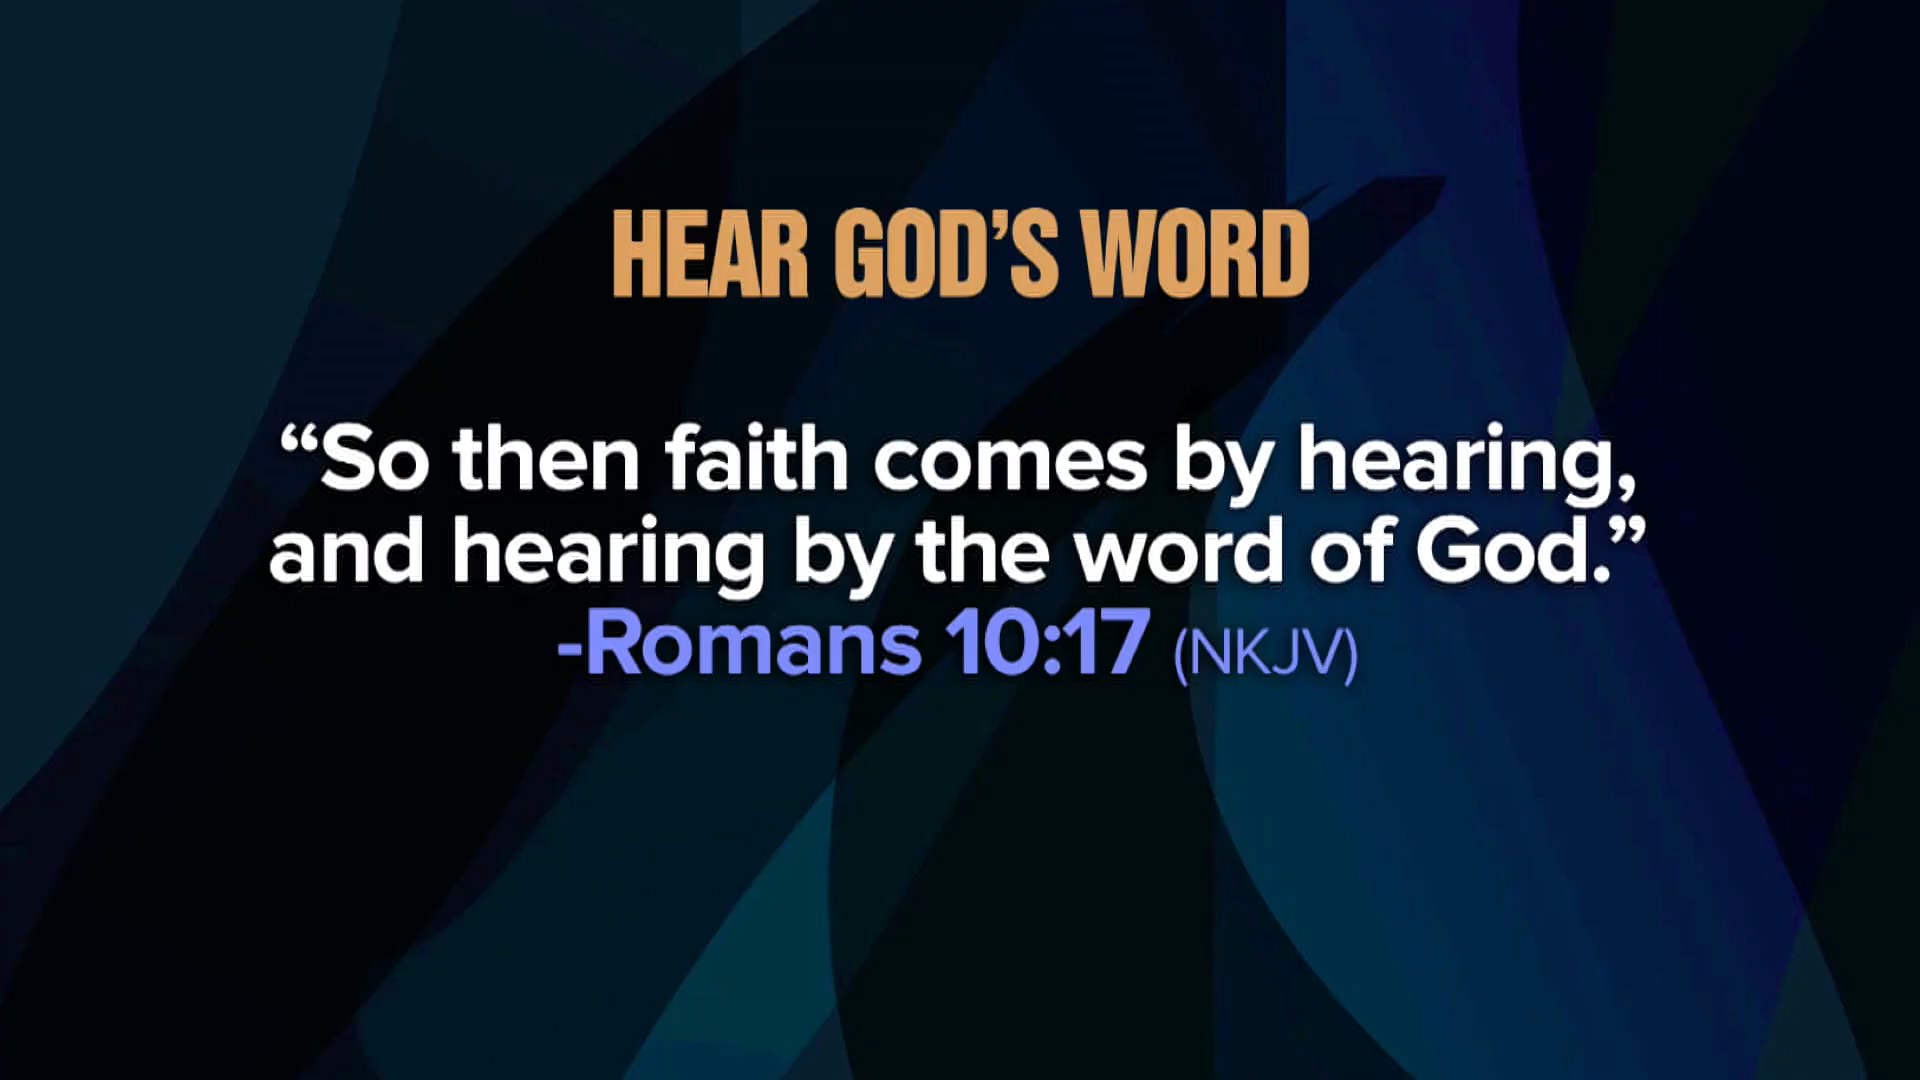 HEAR GOD’S WORD
“So then faith comes by hearing,
and hearing by the word of God.”
-Romans 10:17 (NKJV)